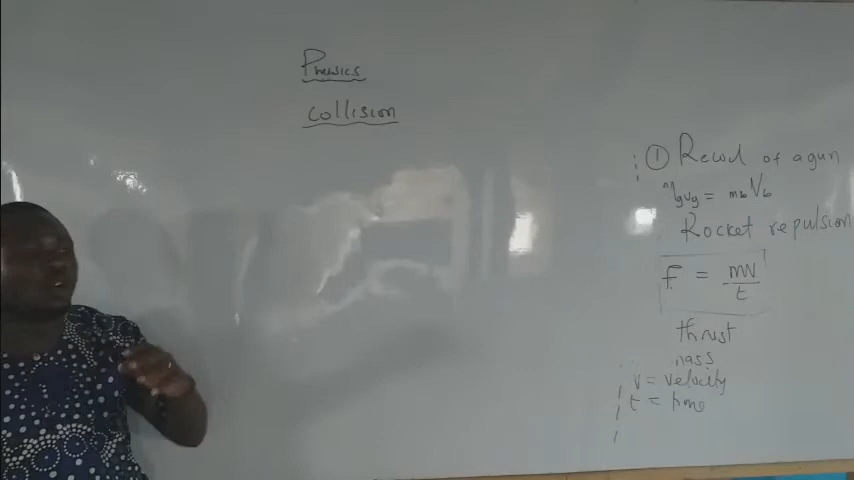 Physics
Collision
① Recoil of a gun
mgvg = mbVb
Rocket repulsion
f = mV/t
thrust
mass
v = velocity
t = time